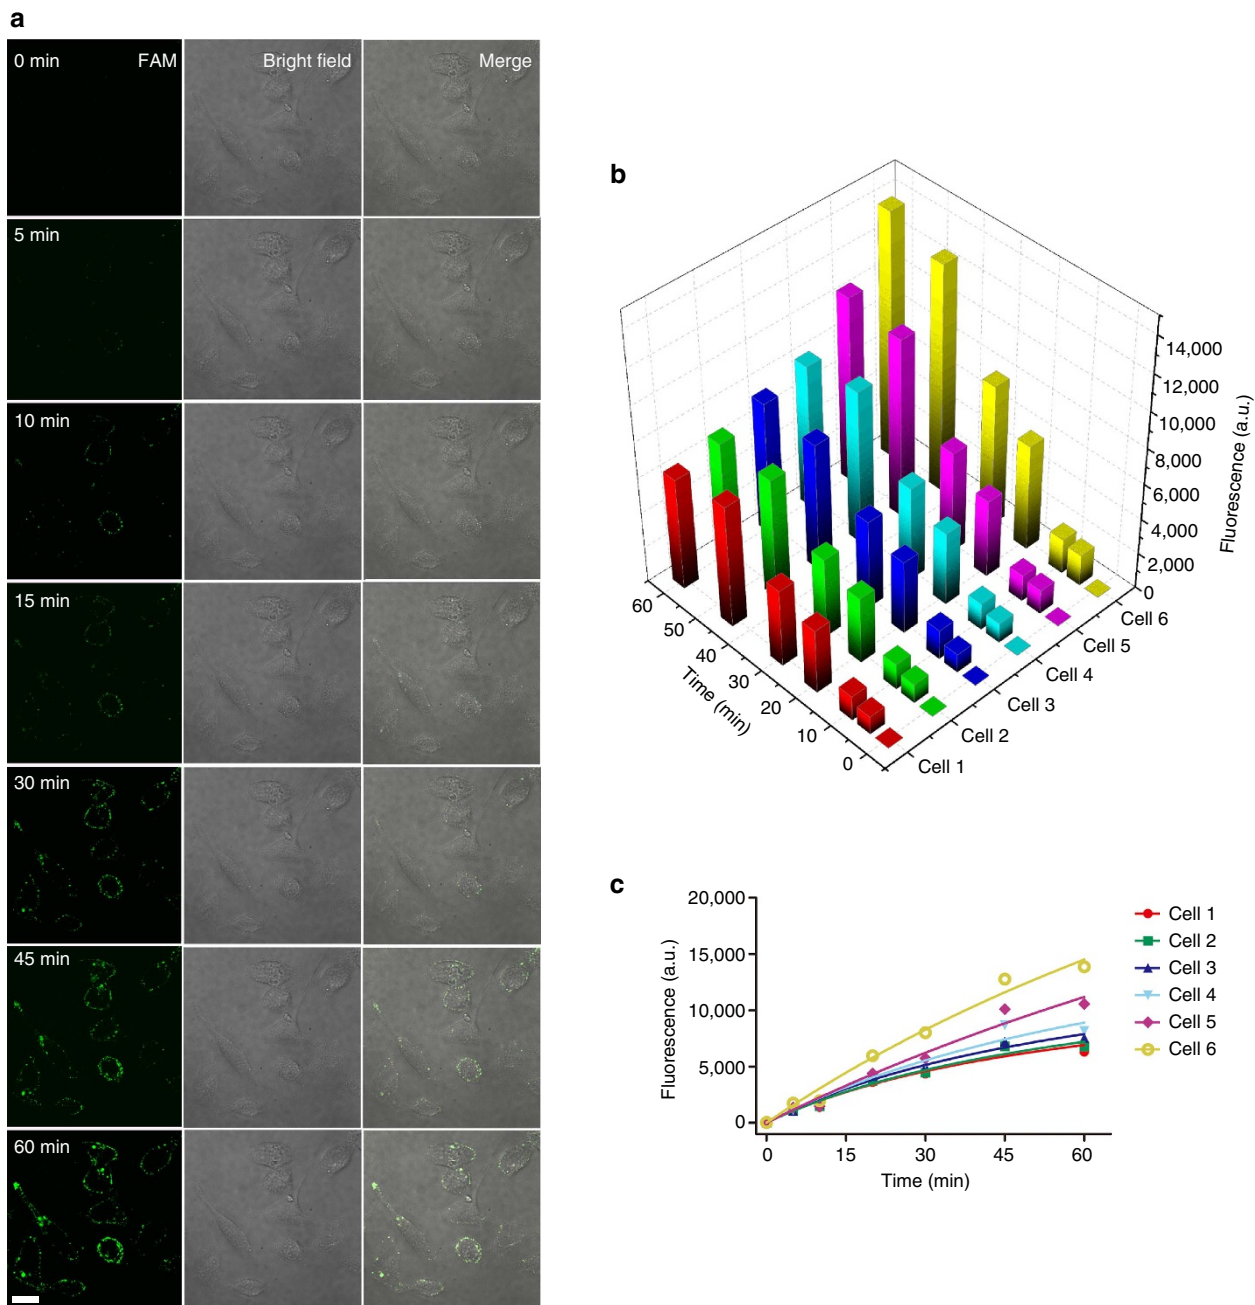 a
0 min FAM Bright field Merge
5 min
10 min
15 min
30 min
45 min
60 min
b
14,000
12,000
10,000
8,000
6,000
4,000
2,000
0
Fluorescence (a.u.)
60
50
40
30
20
10
0
Time (min)
Cell 6
Cell 5
Cell 4
Cell 3
Cell 2
Cell 1
c
20,000
15,000
10,000
5,000
0
Fluorescence (a.u.)
0 15 30 45 60
Time (min)
Cell 1
Cell 2
Cell 3
Cell 4
Cell 5
Cell 6